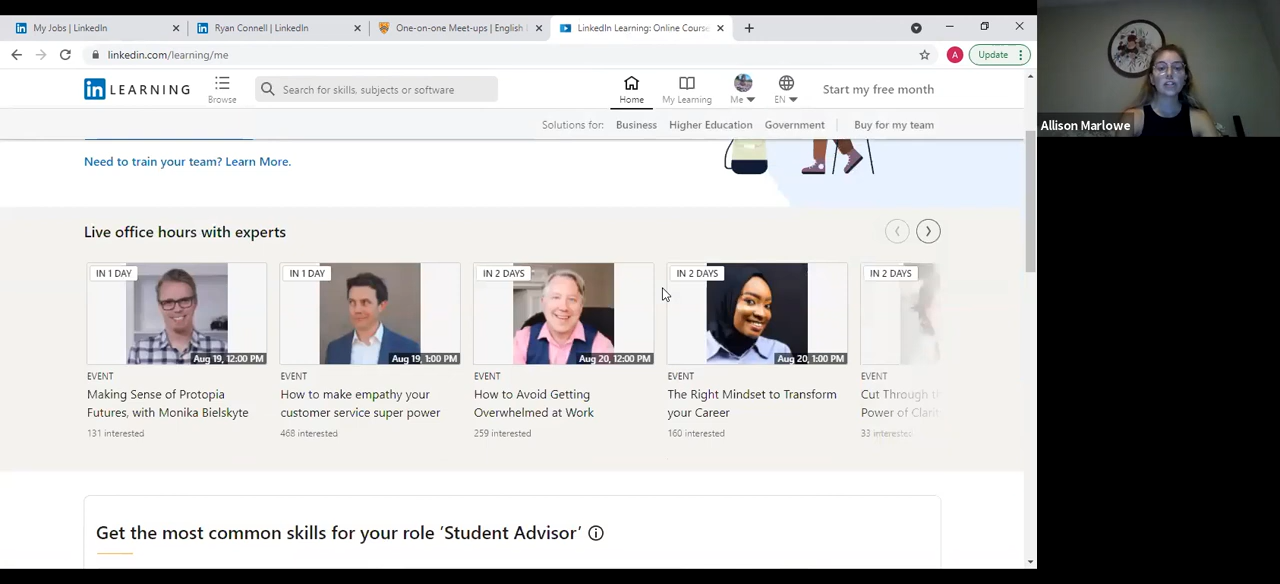 My Jobs | LinkedIn
Ryan Connell | LinkedIn
One-on-one Meet-ups | English
LinkedIn Learning: Online Course
linkedin.com/learning/me
A
Update
in LEARNING
Browse
Search for skills, subjects or software
Home
My Learning
Me
EN
Start my free month
Solutions for:
Business
Higher Education
Government
Buy for my team
Need to train your team? Learn More.
Allison Marlowe
Live office hours with experts
IN 1 DAY
IN 1 DAY
IN 2 DAYS
IN 2 DAYS
IN 2 DAYS
Aug 19, 12:00 PM
Aug 19, 1:00 PM
Aug 20, 12:00 PM
Aug 20, 1:00 PM
EVENT
Making Sense of Protopia
Futures, with Monika Bielskyte
131 interested
EVENT
How to make empathy your
customer service super power
468 interested
EVENT
How to Avoid Getting
Overwhelmed at Work
259 interested
EVENT
The Right Mindset to Transform
your Career
160 interested
EVENT
Cut Through
Power of
33 interested
Get the most common skills for your role 'Student Advisor'